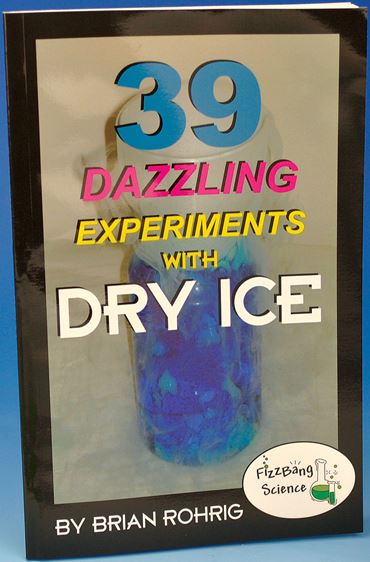 39
DAZZLING
EXPERIMENTS
WITH
DRY ICE
FizzBang
Science
BY BRIAN ROHRIG